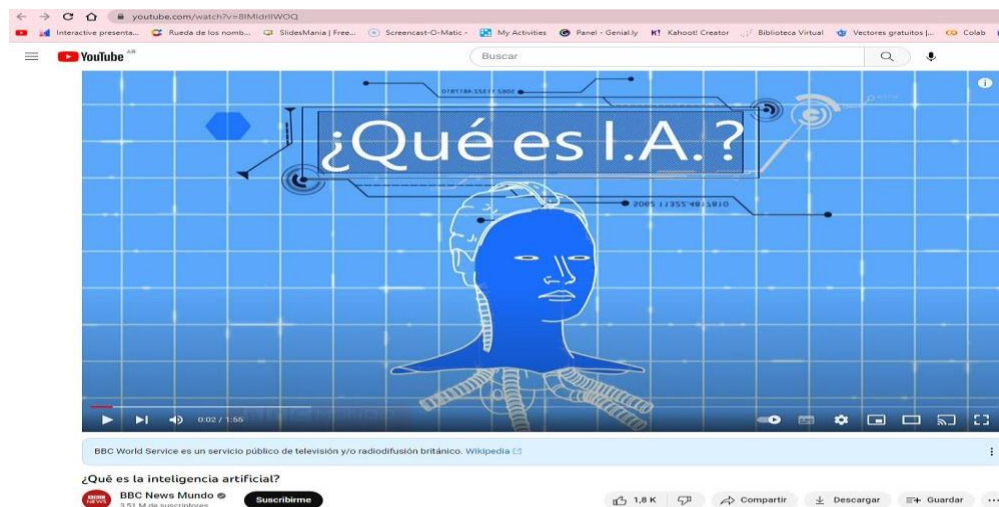 youtube.com/watch?v=8IMIdrIIWOQ
Interactive presenta... Rueda de los nomb... SlidesMania | Free... Screencast-O-Matic - My Activities Panel - Genial.ly K! Kahoot! Creator Biblioteca Virtual Vectores gratuitos |... Colab
YouTube AR
Buscar
¿Qué es I.A.?
0:02 / 1:55
BBC World Service es un servicio público de televisión y/o radiodifusión británico. Wikipedia
¿Qué es la inteligencia artificial?
BBC News Mundo
Suscribirme
1,8 K Compartir Descargar Guardar
3,51 M de suscriptores